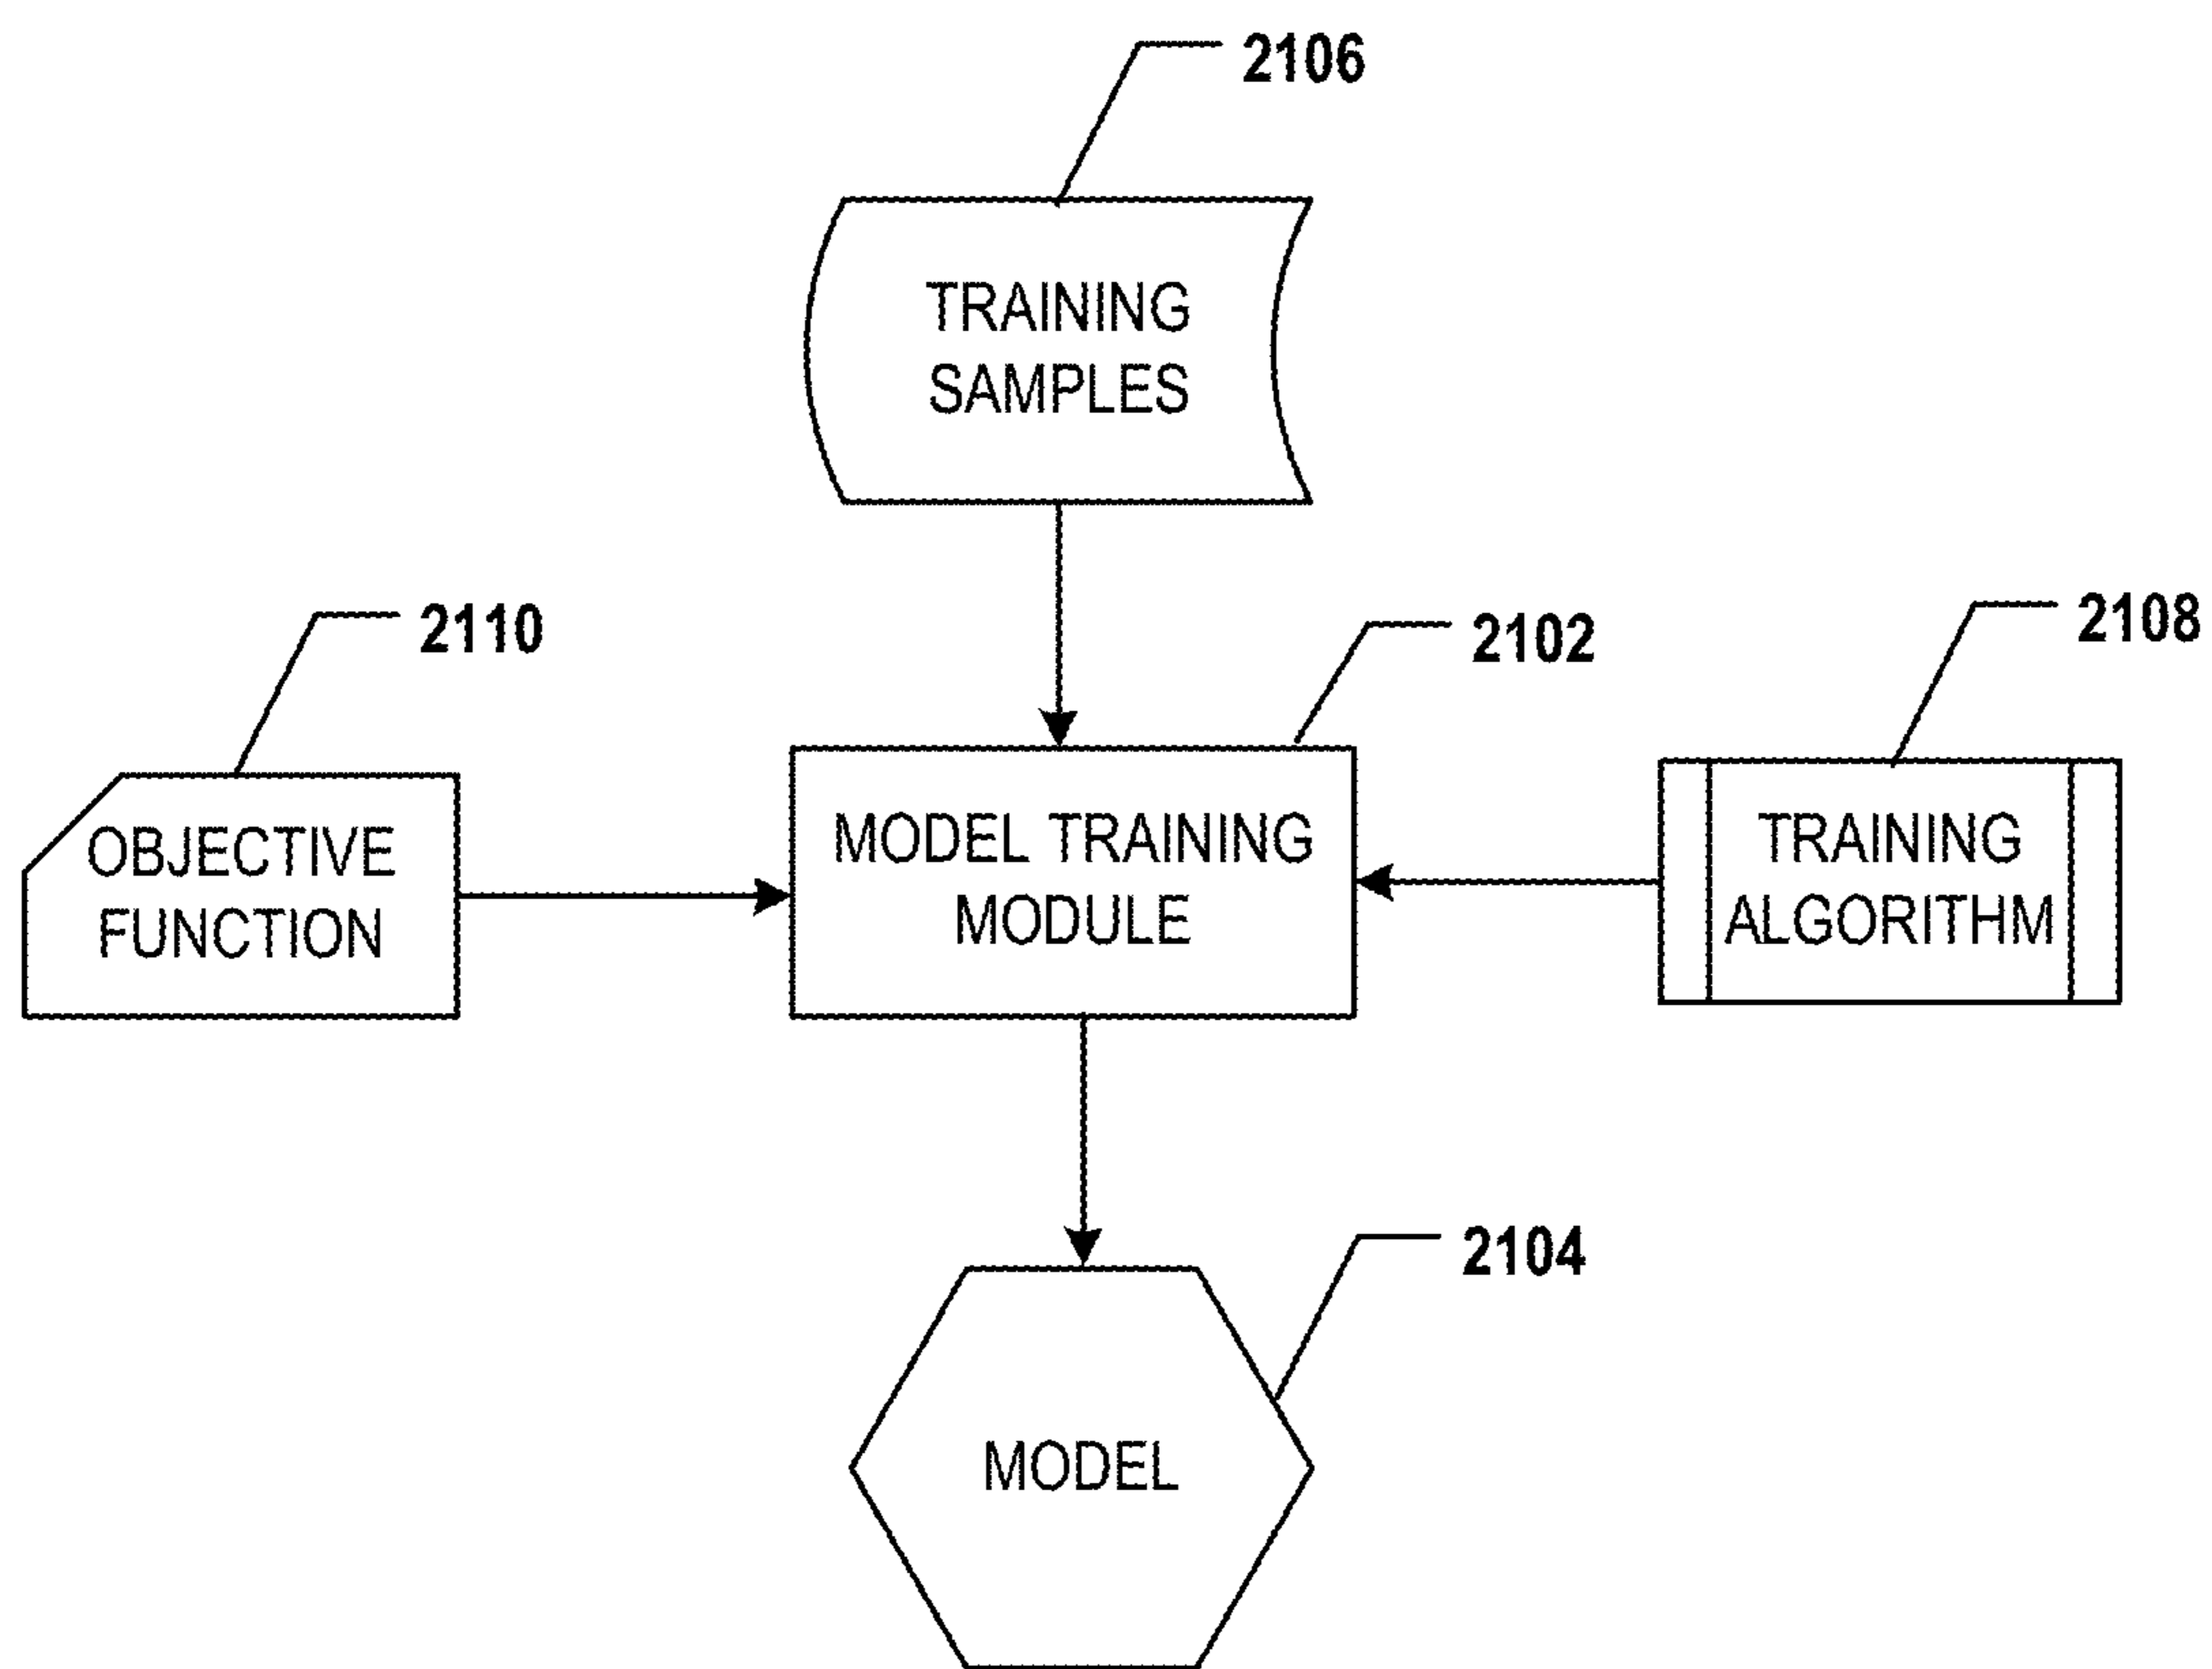 2106
TRAINING
SAMPLES
2110
2102
2108
OBJECTIVE
FUNCTION
MODEL TRAINING
MODULE
TRAINING
ALGORITHM
2104
MODEL